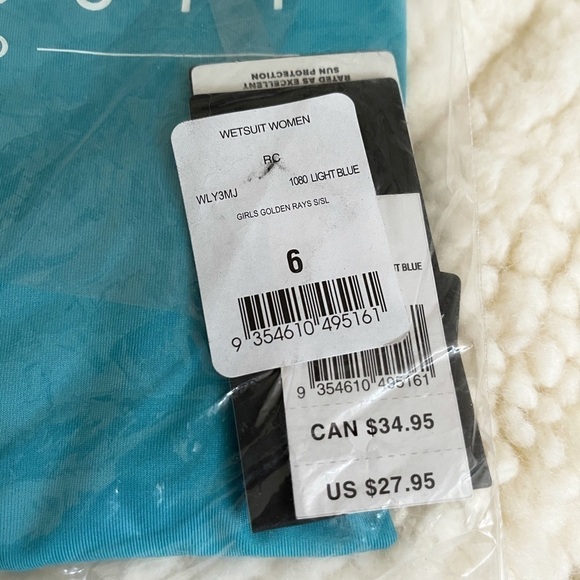 RATED AS EXCELLENT
SUN PROTECTION
WETSUIT WOMEN
RC
WLY3MJ 1080 LIGHT BLUE
GIRLS GOLDEN RAYS S/SL
6
9 354610 495161
BLUE
9 354610 495161
CAN $34.95
US $27.95